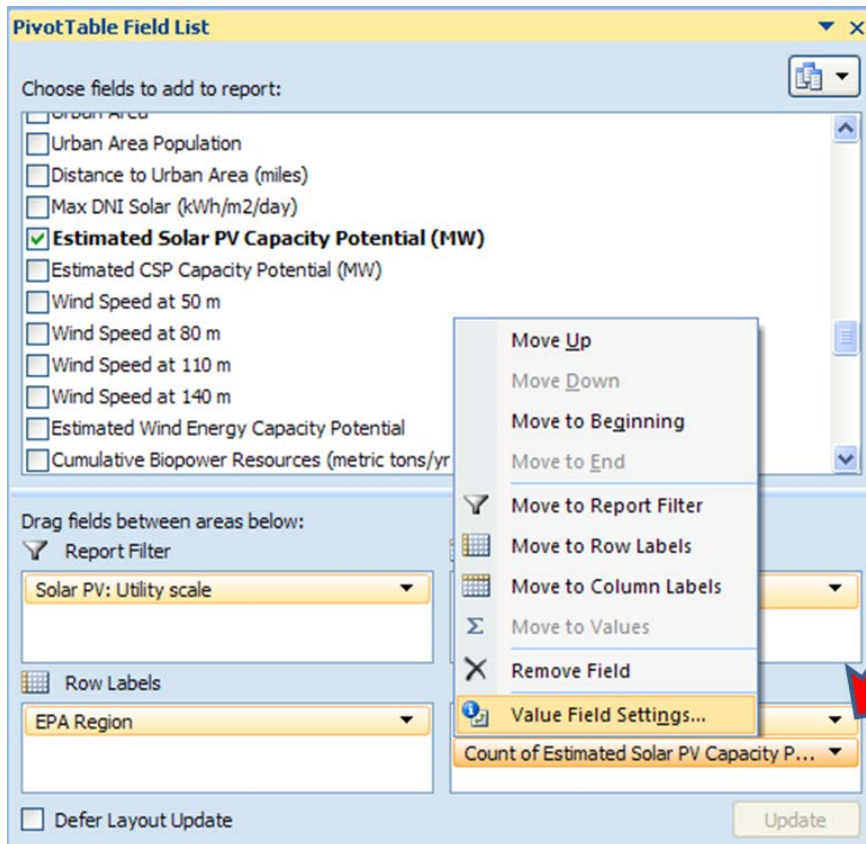 PivotTable Field List
Choose fields to add to report:
Urban Area
Urban Area Population
Distance to Urban Area (miles)
Max DNI Solar (kWh/m2/day)
Estimated Solar PV Capacity Potential (MW)
Estimated CSP Capacity Potential (MW)
Wind Speed at 50 m
Wind Speed at 80 m
Wind Speed at 110 m
Wind Speed at 140 m
Estimated Wind Energy Capacity Potential
Cumulative Biopower Resources (metric tons/yr
Move Up
Move Down
Move to Beginning
Move to End
Move to Report Filter
Move to Row Labels
Move to Column Labels
Σ Move to Values
Remove Field
Value Field Settings...
Drag fields between areas below:
Report Filter
Solar PV: Utility scale
Row Labels
EPA Region
Count of Estimated Solar PV Capacity P...
Defer Layout Update
Update